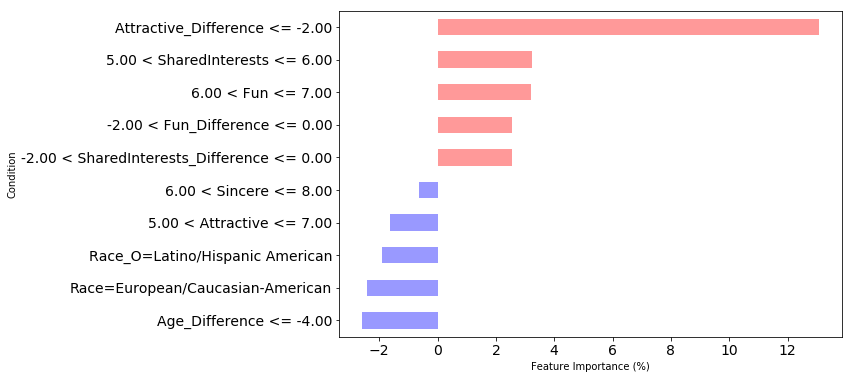 Attractive_Difference <= -2.00
5.00 < SharedInterests <= 6.00
6.00 < Fun <= 7.00
-2.00 < Fun_Difference <= 0.00
-2.00 < SharedInterests_Difference <= 0.00
6.00 < Sincere <= 8.00
5.00 < Attractive <= 7.00
Race_O=Latino/Hispanic American
Race=European/Caucasian-American
Age_Difference <= -4.00
Condition
−2 0 2 4 6 8 10 12
Feature Importance (%)